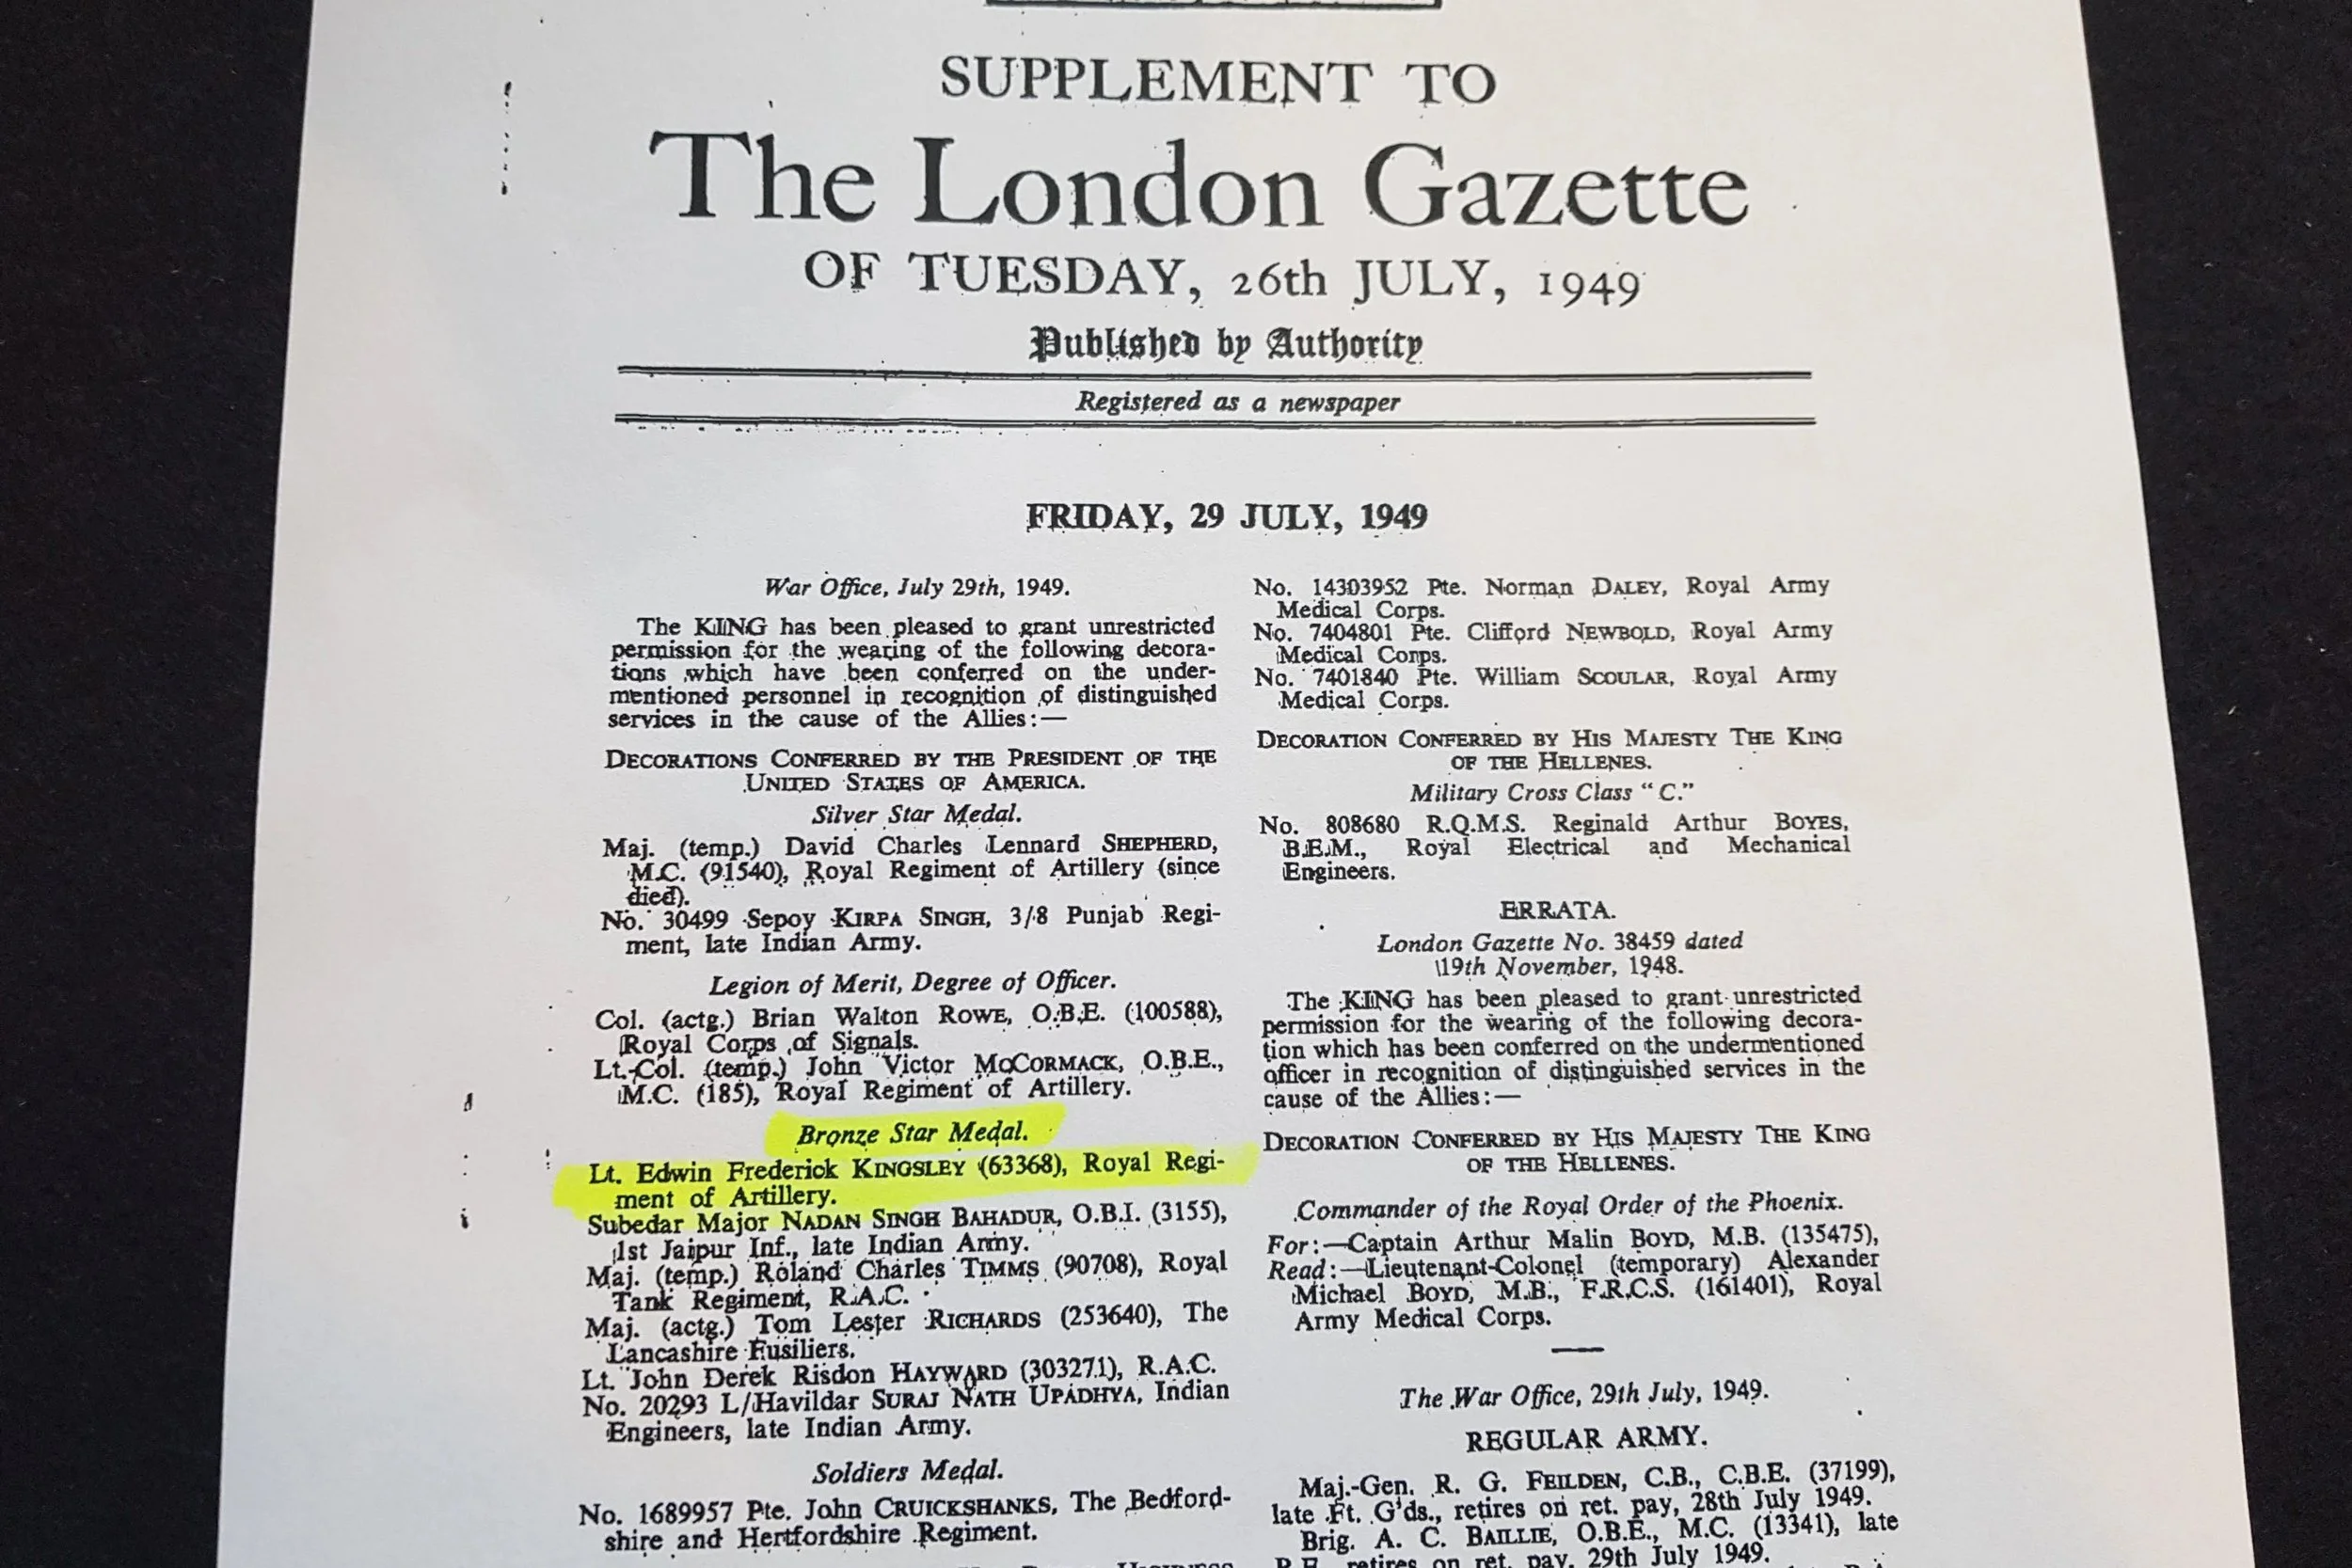 SUPPLEMENT TO
The London Gazette
OF TUESDAY, 26th JULY, 1949
Published by Authority
Registered as a newspaper
FRIDAY, 29 JULY, 1949
War Office, July 29th, 1949.
The KING has been pleased to grant unrestricted
permission for the wearing of the following decora-
tions which have been conferred on the under-
mentioned personnel in recognition of distinguished
services in the cause of the Allies:—
DECORATIONS CONFERRED BY THE PRESIDENT OF THE
UNITED STATES OF AMERICA.
Silver Star Medal.
Maj. (temp.) David Charles Lennard SHEPHERD,
M.C. (91540), Royal Regiment of Artillery (since
died).
No. 30499 Sepoy KIRPA SINGH, 3/8 Punjab Regi-
ment, late Indian Army.
Legion of Merit, Degree of Officer.
Col. (actg.) Brian Walton ROWE, O.B.E. (100588),
Royal Corps of Signals.
Lt.-Col. (temp.) John Victor MCCORMACK, O.B.E.,
M.C. (185), Royal Regiment of Artillery.
Bronze Star Medal.
Lt. Edwin Frederick KINGSLEY (63368), Royal Regi-
ment of Artillery.
Subedar Major NADAN SINGH BAHADUR, O.B.I. (3155),
1st Jaipur Inf., late Indian Army.
Maj. (temp.) Roland Charles TIMMS (90708), Royal
Tank Regiment, R.A.C.
Maj. (actg.) Tom Lester RICHARDS (253640), The
Lancashire Fusiliers.
Lt. John Derek Risdon HAYWARD (303271), R.A.C.
No. 20293 L/Havildar SURAJ NATH UPADHYA, Indian
Engineers, late Indian Army.
Soldiers Medal.
No. 1689957 Pte. John CRUICKSHANKS, The Bedford-
shire and Hertfordshire Regiment.
No. 14303952 Pte. Norman DALEY, Royal Army
Medical Corps.
No. 7404801 Pte. Clifford NEWBOLD, Royal Army
Medical Corps.
No. 7401840 Pte. William SCOULAR, Royal Army
Medical Corps.
DECORATION CONFERRED BY HIS MAJESTY THE KING
OF THE HELLENES.
Military Cross Class "C."
No. 808680 R.Q.M.S. Reginald Arthur BOYES,
B.E.M., Royal Electrical and Mechanical
Engineers.
ERRATA.
London Gazette No. 38459 dated
19th November, 1948.
The KING has been pleased to grant unrestricted
permission for the wearing of the following decora-
tion which has been conferred on the undermentioned
officer in recognition of distinguished services in the
cause of the Allies:—
DECORATION CONFERRED BY HIS MAJESTY THE KING
OF THE HELLENES.
Commander of the Royal Order of the Phoenix.
For:—Captain Arthur Malin BOYD, M.B. (135475),
Read:—Lieutenant-Colonel (temporary) Alexander
Michael BOYD, M.B., F.R.C.S. (161401), Royal
Army Medical Corps.
The War Office, 29th July, 1949.
REGULAR ARMY.
Maj.-Gen. R. G. FEILDEN, C.B., C.B.E. (37199),
late Ft. G'ds., retires on ret. pay, 28th July 1949.
Brig. A. C. BAILLIE, O.B.E., M.C. (13341), late
retires on ret. pay, 29th July 1949.